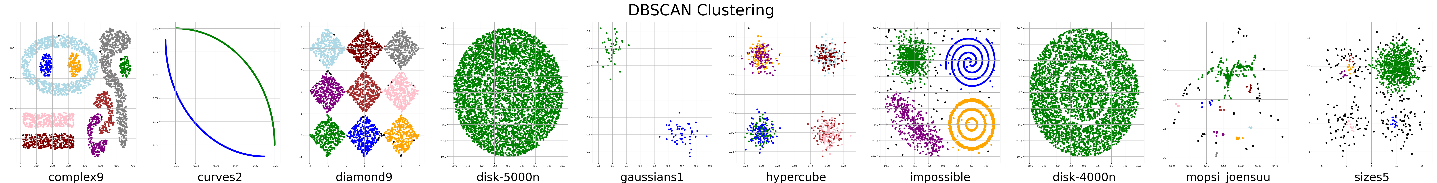 DBSCAN Clustering
complex9 curves2 diamond9 disk-5000n gaussians1 hypercube impossible disk-4000n mopsi_joensuu sizes5